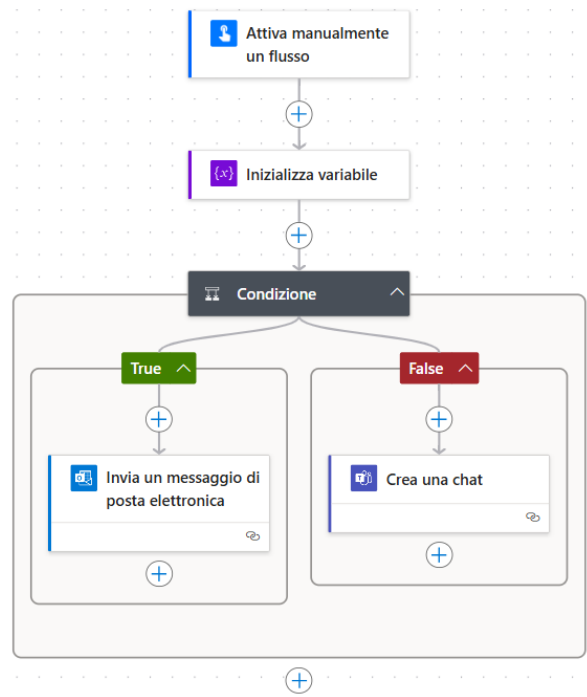 Attiva manualmente
un flusso
{x} Inizializza variabile
Condizione
True
False
Invia un messaggio di
posta elettronica
Crea una chat